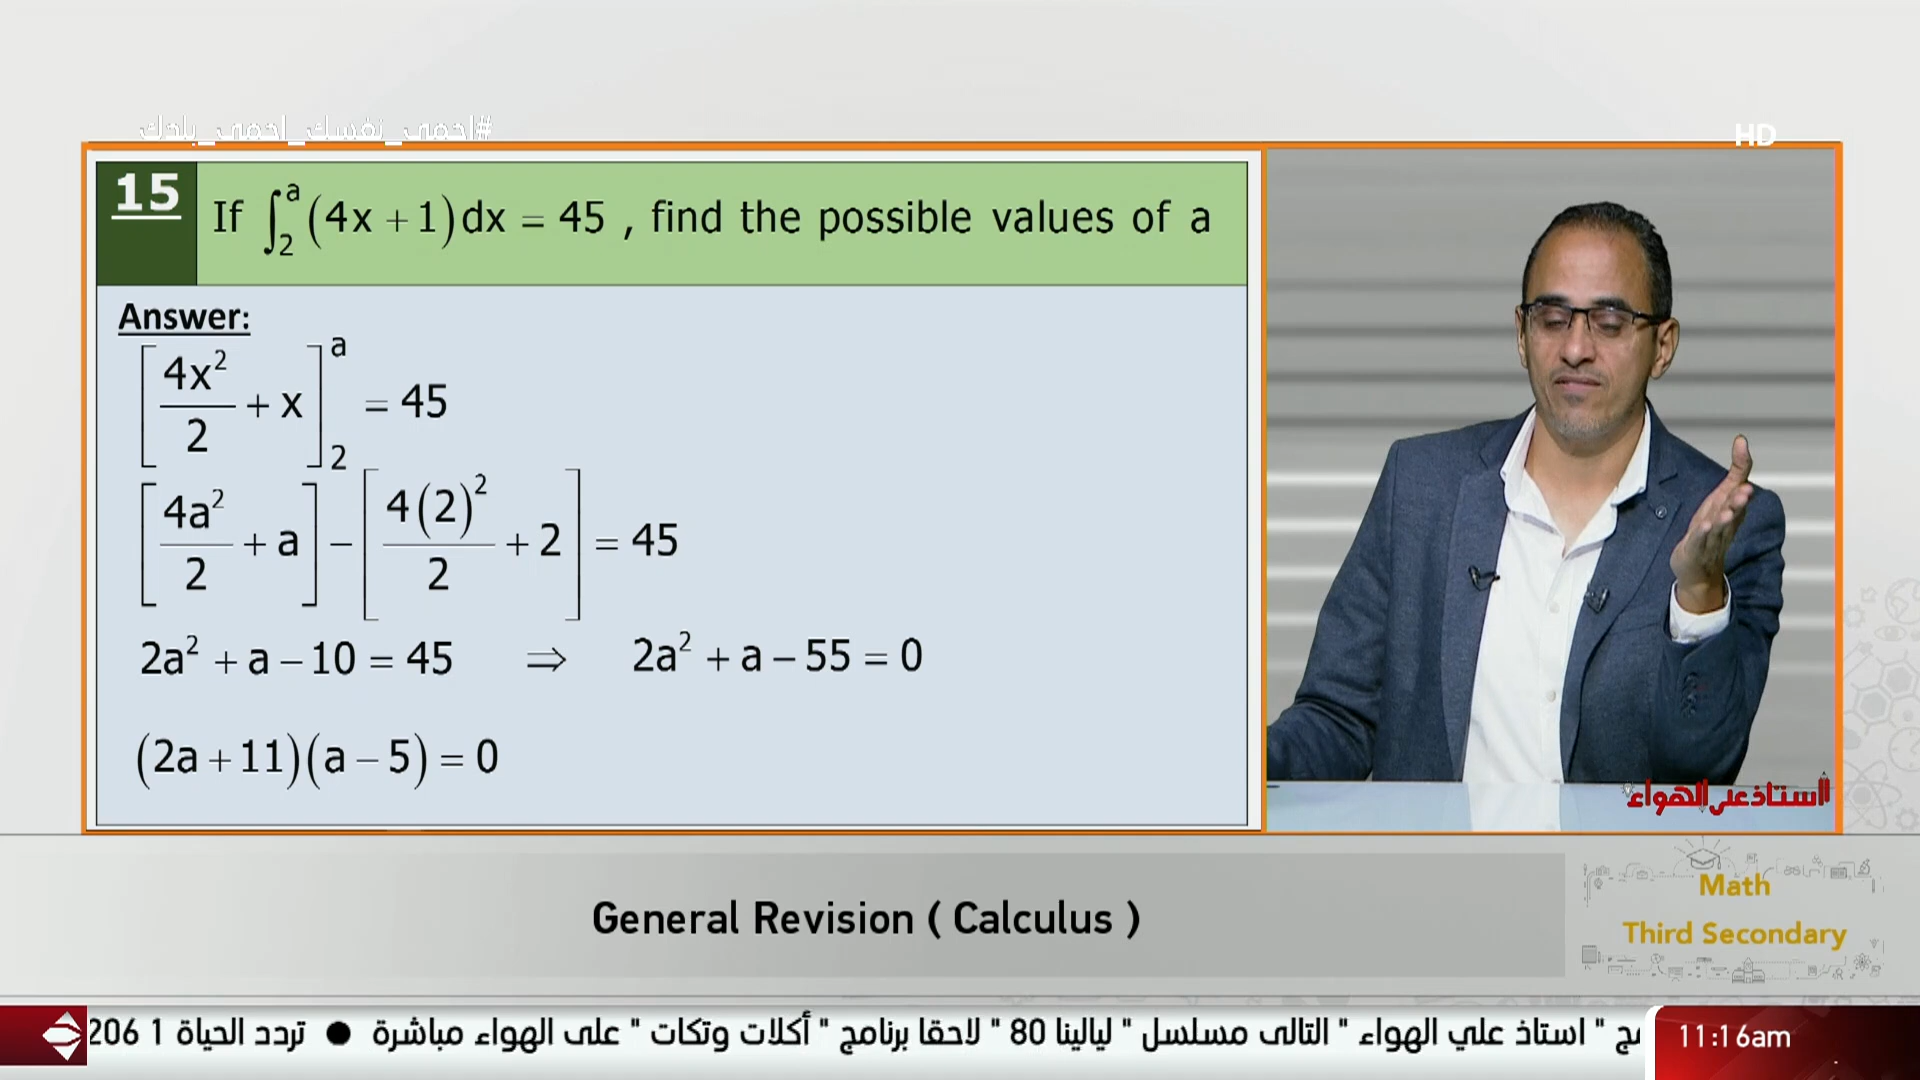 #احمى_نفسك_احمى_بلدك
HD
15 If ∫₂ᵃ (4x + 1) dx = 45 , find the possible values of a
Answer:
[4x²/2 + x]₂ᵃ = 45
[4a²/2 + a] − [4(2)²/2 + 2] = 45
2a² + a − 10 = 45 ⇒ 2a² + a − 55 = 0
(2a + 11)(a − 5) = 0
أستاذ على الهواء
General Revision ( Calculus )
Math
Third Secondary
" استاذ علي الهواء " التالى مسلسل " ليالينا 80 " لاحقا برنامج " أكلات وتكات " على الهواء مباشرة ● تردد الحياة 1 206
11:16am